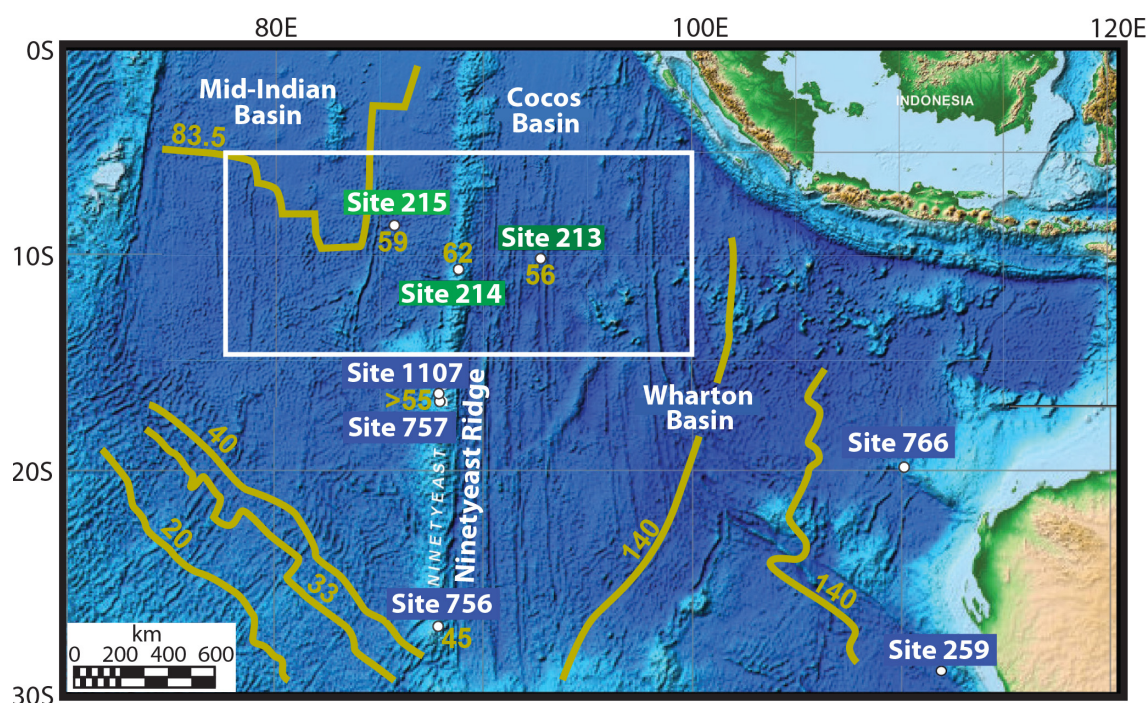 80E
100E
120E
0S
Mid-Indian
Basin
Cocos
Basin
INDONESIA
83.5
Site 215
59
62
Site 213
56
Site 214
10S
Site 1107
>55
Site 757
Wharton
Basin
40
Site 766
20S
NINETYEAST
Ninetyeast Ridge
20
33
140
140
Site 756
45
Site 259
km
0 200 400 600
30S